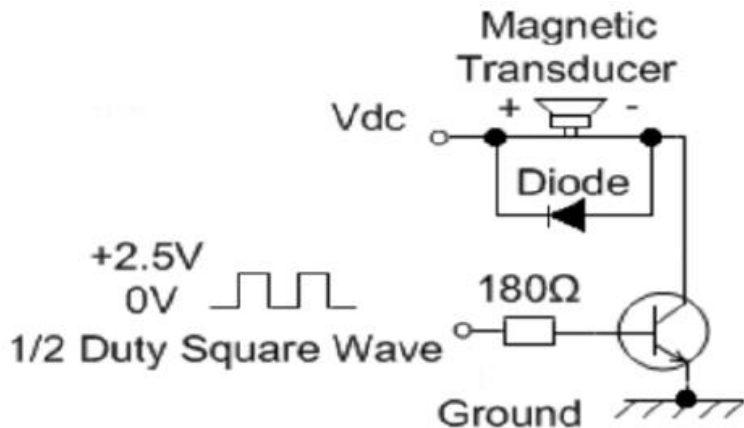 Magnetic
Transducer
Vdc
+ -
Diode
+2.5V
0V
180Ω
1/2 Duty Square Wave
Ground